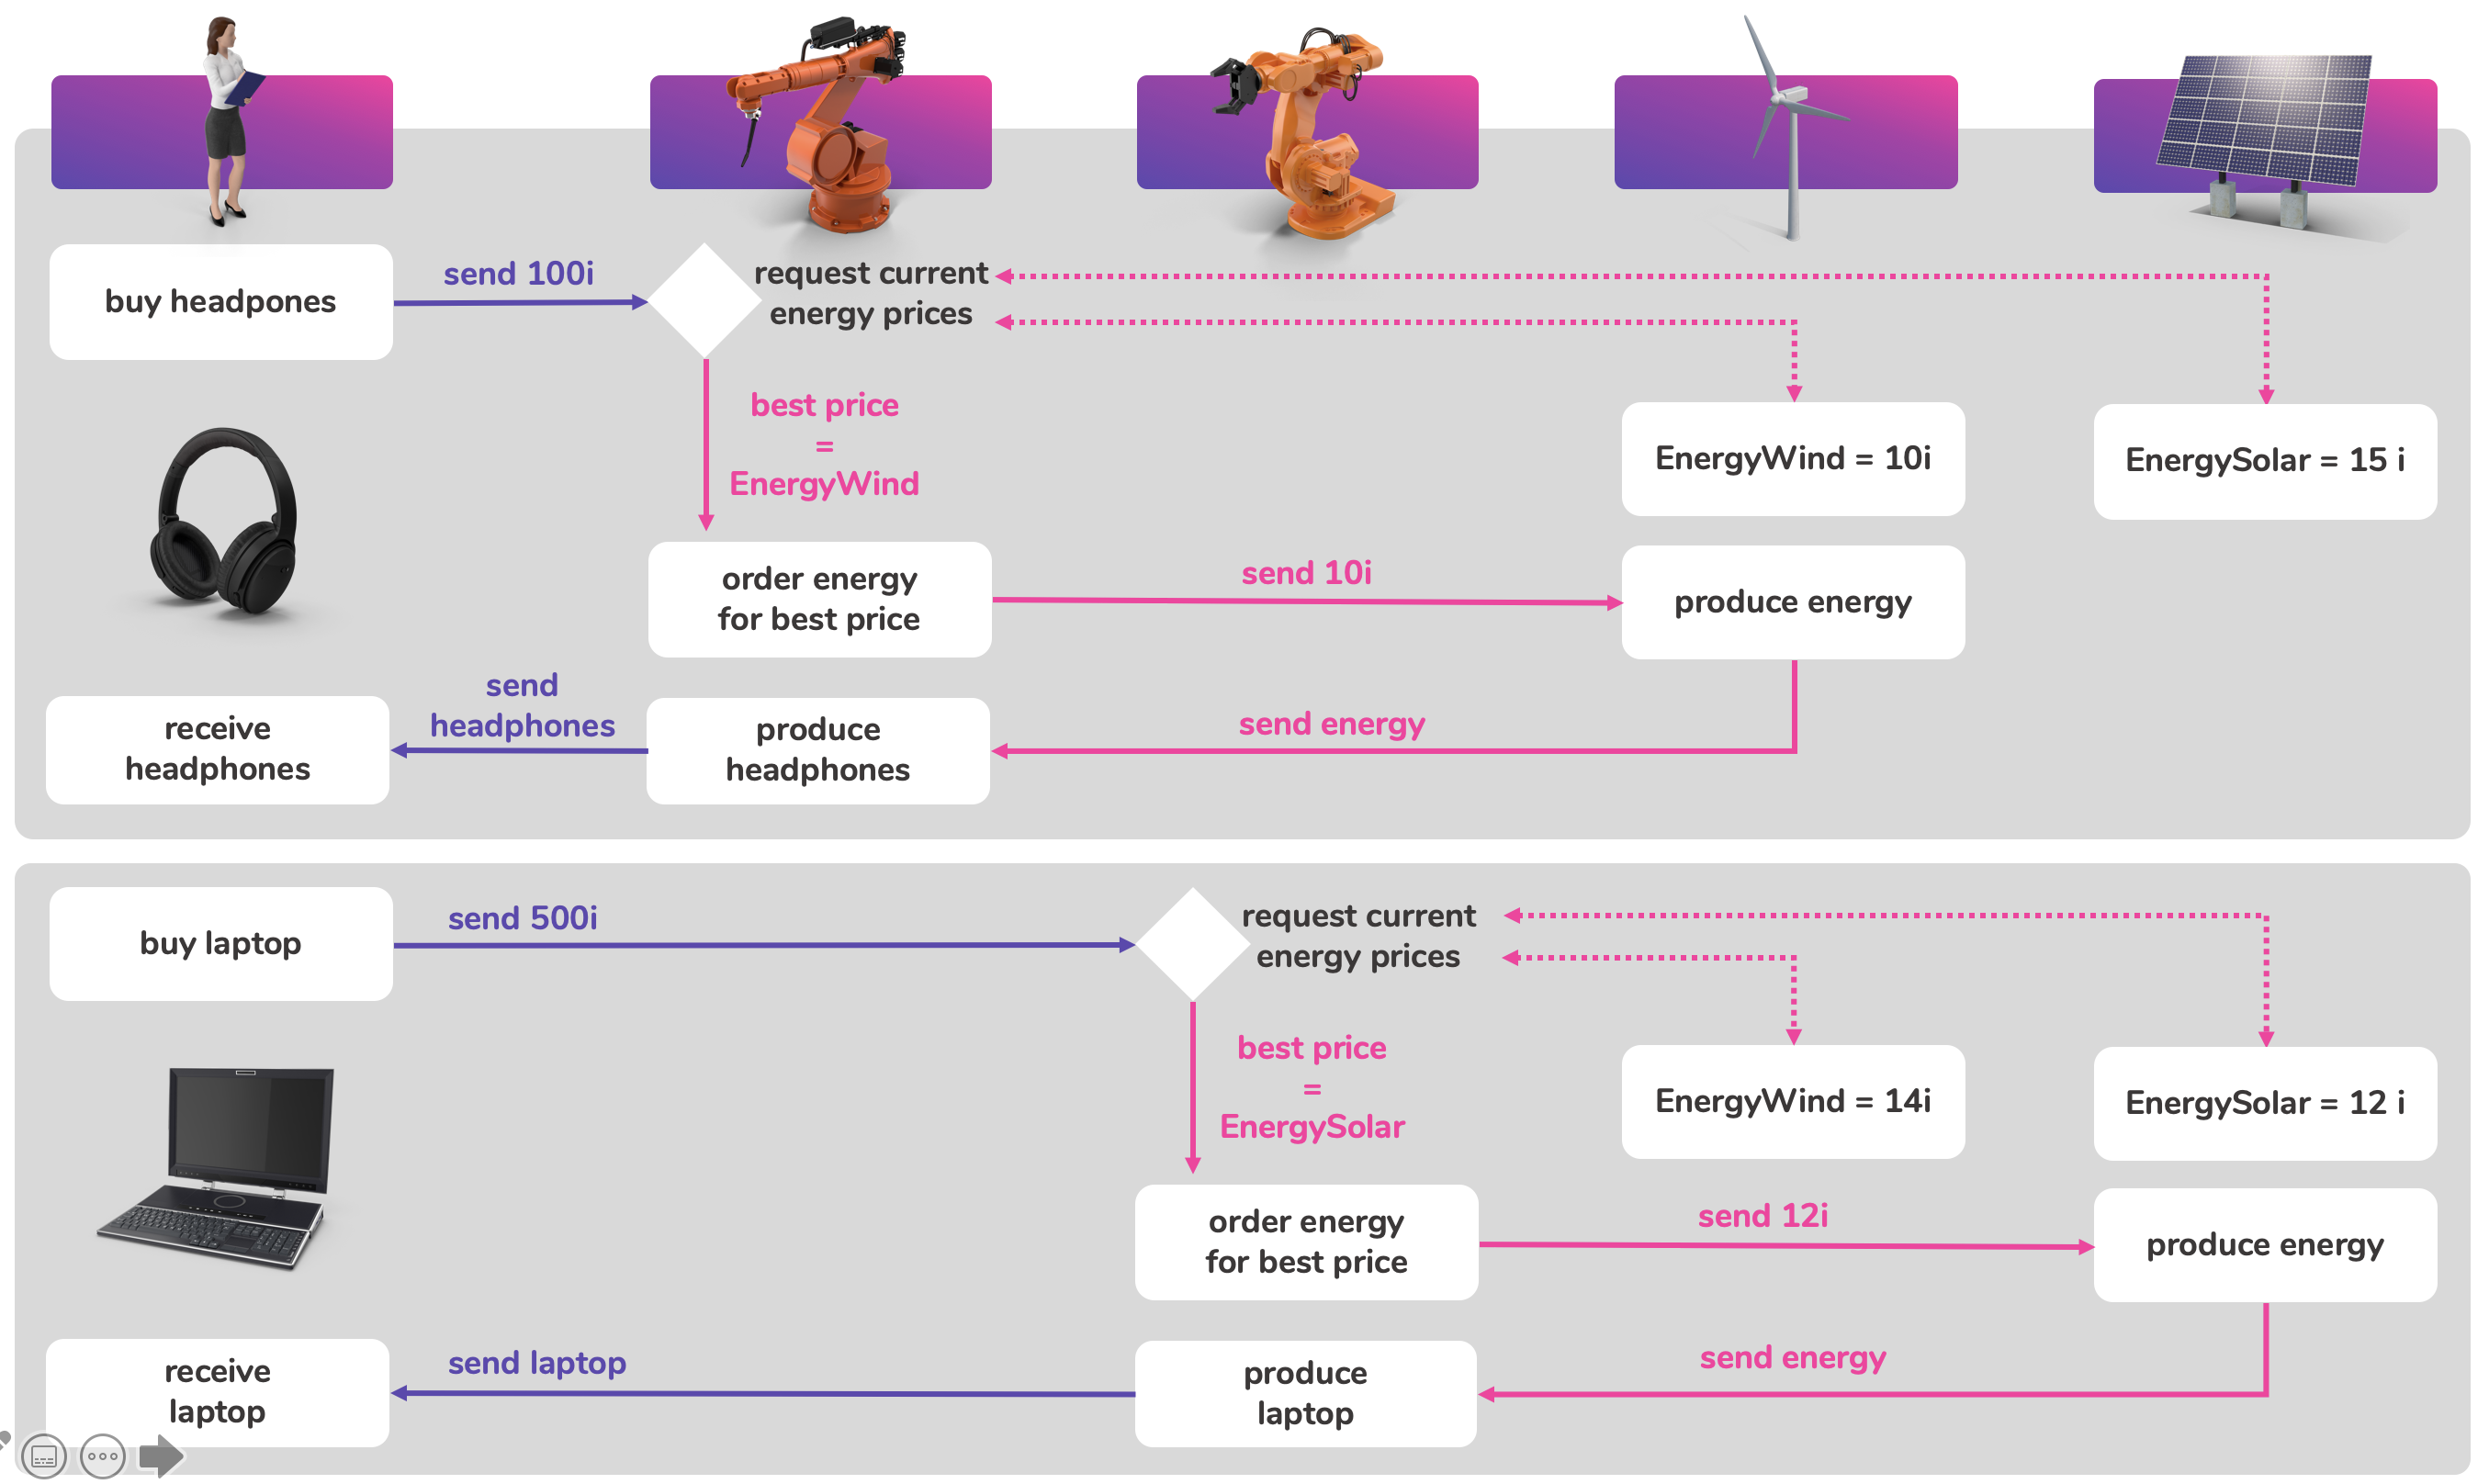 buy headpones
send 100i
request current
energy prices
best price
=
EnergyWind
EnergyWind = 10i
EnergySolar = 15 i
order energy
for best price
send 10i
produce energy
receive
headphones
send
headphones
produce
headphones
send energy
buy laptop
send 500i
request current
energy prices
best price
=
EnergySolar
EnergyWind = 14i
EnergySolar = 12 i
order energy
for best price
send 12i
produce energy
receive
laptop
send laptop
produce
laptop
send energy